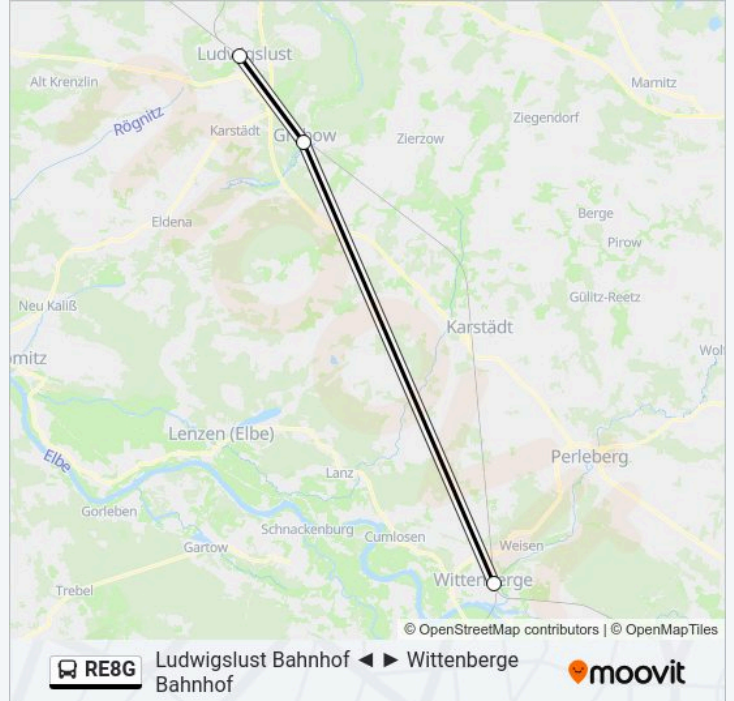 Ludwigslust
Alt Krenzlin
Marnitz
Rögnitz
Ziegendorf
Karstädt
Grabow
Zierzow
Berge
Eldena
Pirow
Gülitz-Reetz
Neu Kaliß
Karstädt
omitz
Wol
Lenzen (Elbe)
Elbe
Perleberg
Lanz
Gorleben
Schnackenburg
Cumlosen
Gartow
Weisen
Wittenberge
Trebel
© OpenStreetMap contributors | © OpenMapTiles
RE8G
Ludwigslust Bahnhof ◄ ► Wittenberge
Bahnhof
moovit